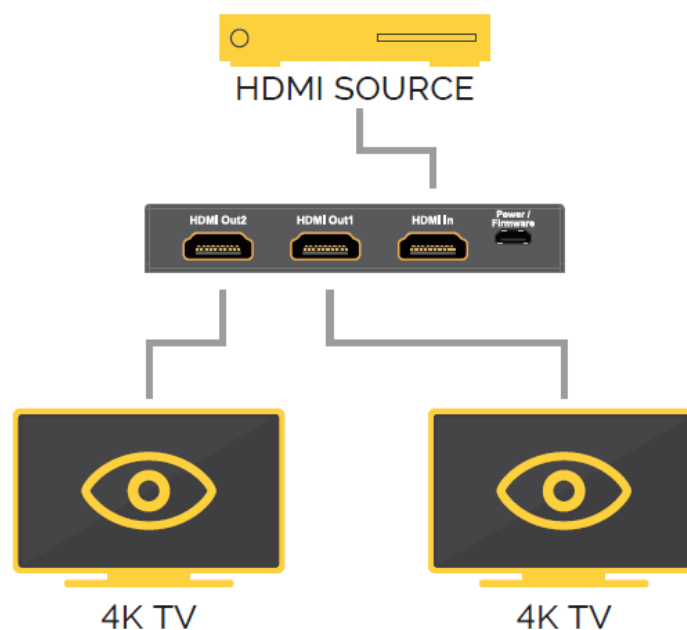 HDMI SOURCE
HDMI Out2
HDMI Out1
HDMI In
Power /
Firmware
4K TV
4K TV